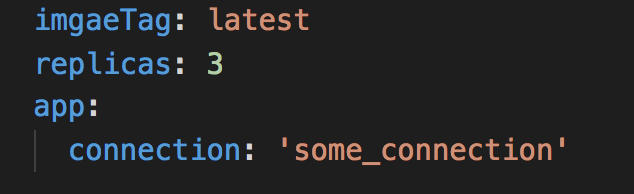 imgaeTag: latest
replicas: 3
app:
connection: 'some_connection'